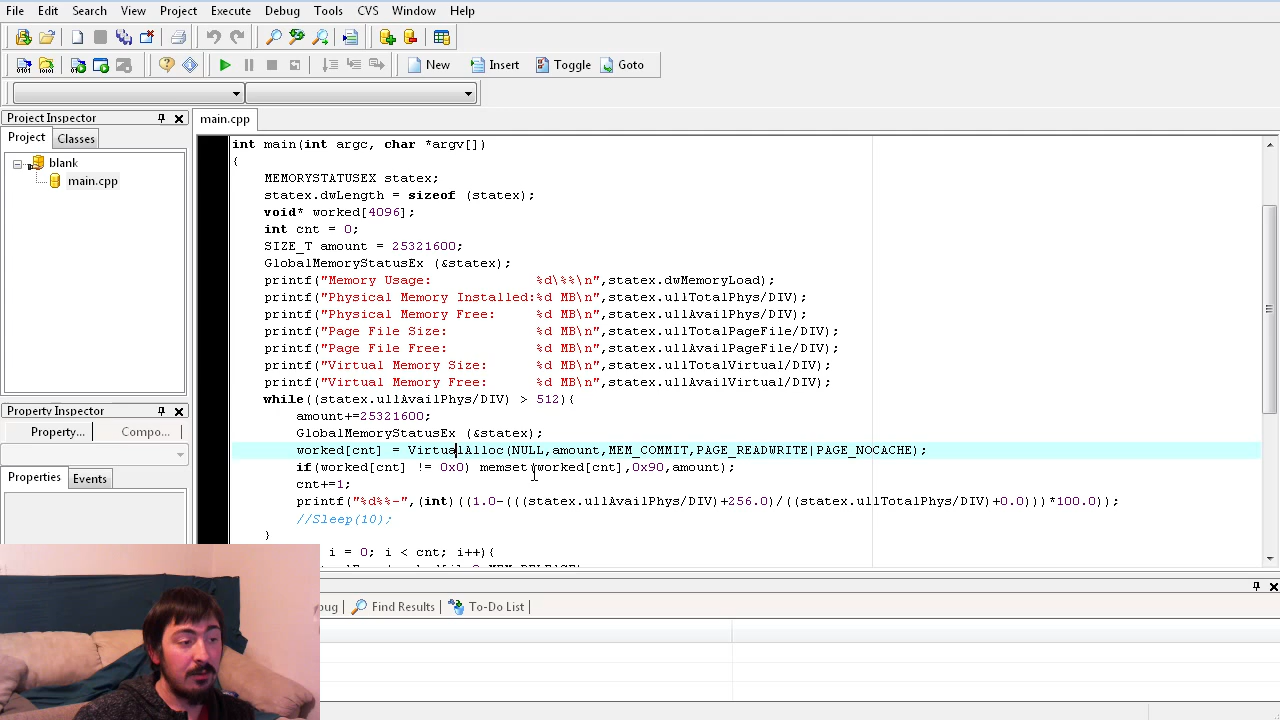 File Edit Search View Project Execute Debug Tools CVS Window Help
New Insert Toggle Goto
Project Inspector
main.cpp
Project Classes
blank
main.cpp
int main(int argc, char *argv[])
{
MEMORYSTATUSEX statex;
statex.dwLength = sizeof (statex);
void* worked[4096];
int cnt = 0;
SIZE_T amount = 25321600;
GlobalMemoryStatusEx (&statex);
printf("Memory Usage: %d\%%\n",statex.dwMemoryLoad);
printf("Physical Memory Installed:%d MB\n",statex.ullTotalPhys/DIV);
printf("Physical Memory Free: %d MB\n",statex.ullAvailPhys/DIV);
printf("Page File Size: %d MB\n",statex.ullTotalPageFile/DIV);
printf("Page File Free: %d MB\n",statex.ullAvailPageFile/DIV);
printf("Virtual Memory Size: %d MB\n",statex.ullTotalVirtual/DIV);
printf("Virtual Memory Free: %d MB\n",statex.ullAvailVirtual/DIV);
while((statex.ullAvailPhys/DIV) > 512){
amount+=25321600;
GlobalMemoryStatusEx (&statex);
worked[cnt] = VirtualAlloc(NULL,amount,MEM_COMMIT,PAGE_READWRITE|PAGE_NOCACHE);
if(worked[cnt] != 0x0) memset(worked[cnt],0x90,amount);
cnt+=1;
printf("%d%%-",(int)((1.0-(((statex.ullAvailPhys/DIV)+256.0)/((statex.ullTotalPhys/DIV)+0.0)))*100.0));
//Sleep(10);
}
i = 0; i < cnt; i++){
Property Inspector
Property... Compo...
Properties Events
Find Results To-Do List